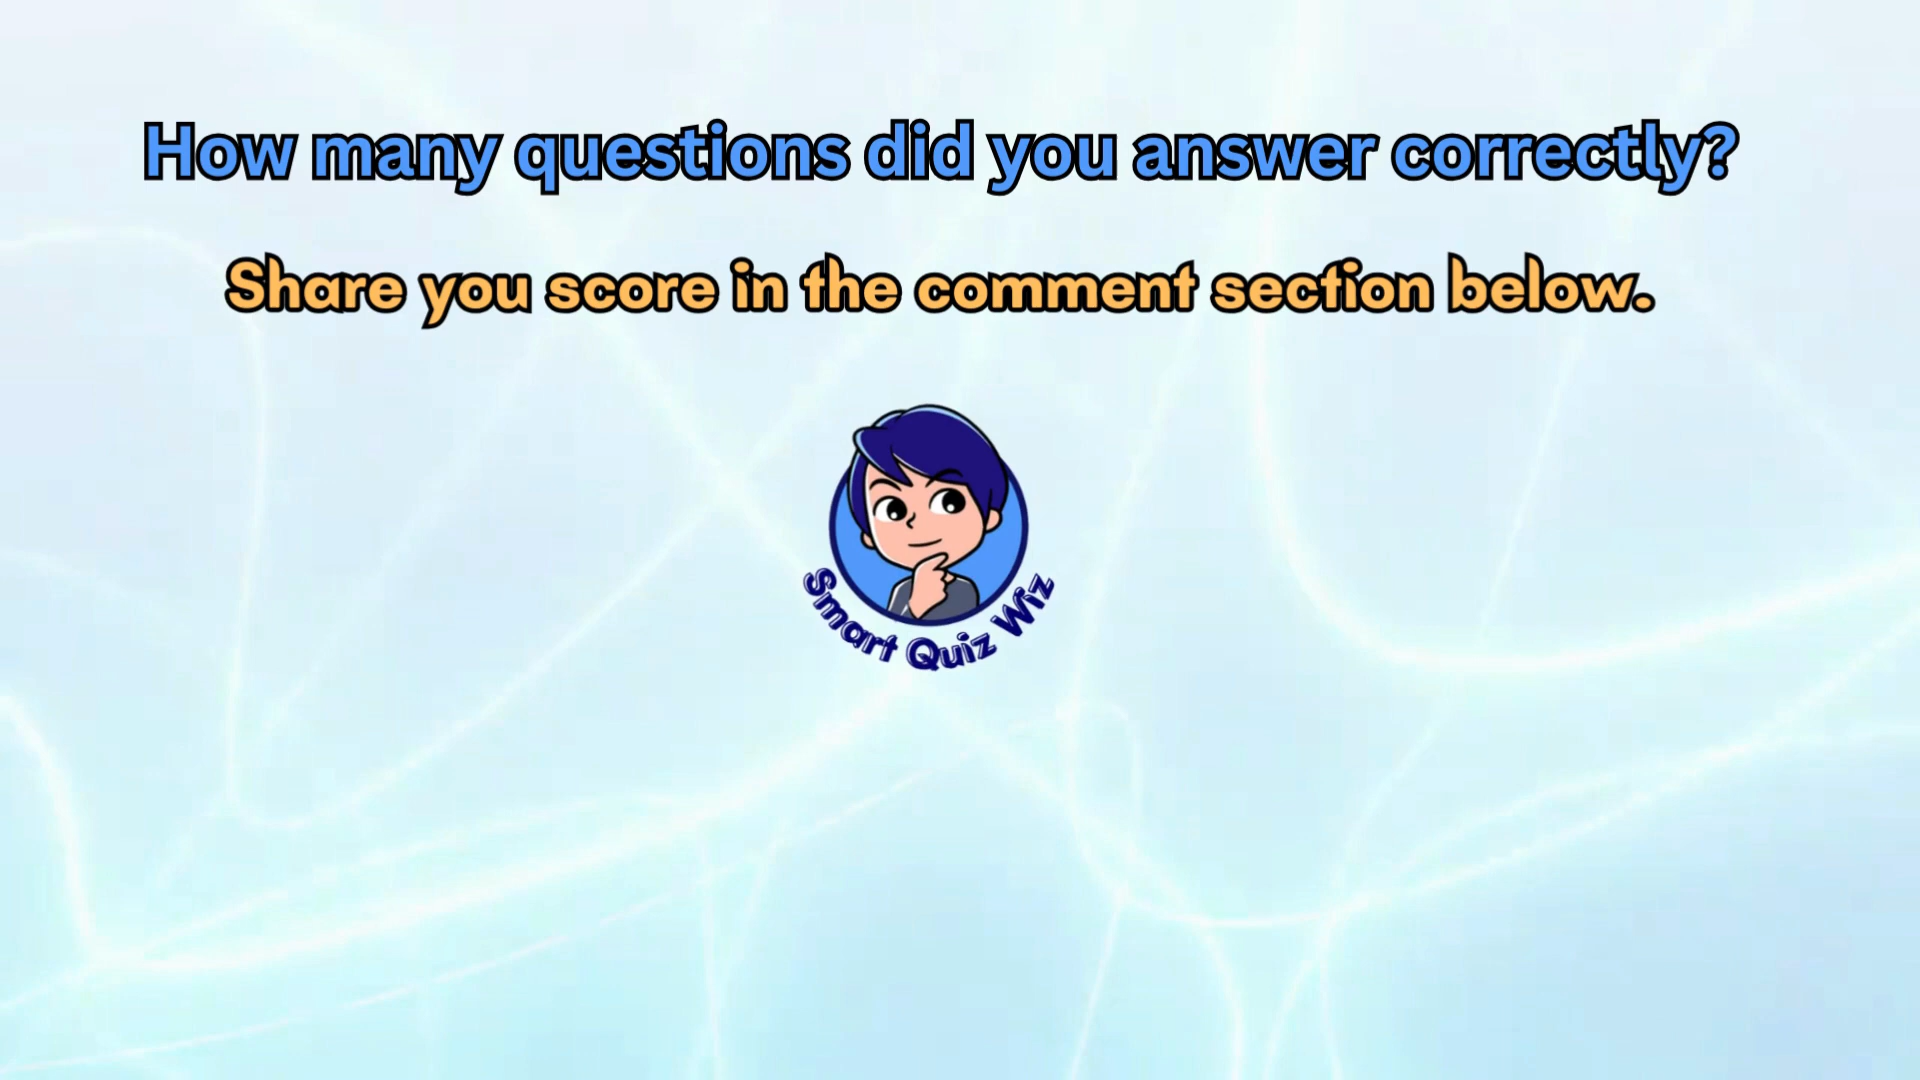 How many questions did you answer correctly?
Share you score in the comment section below.
Smart Quiz Wiz